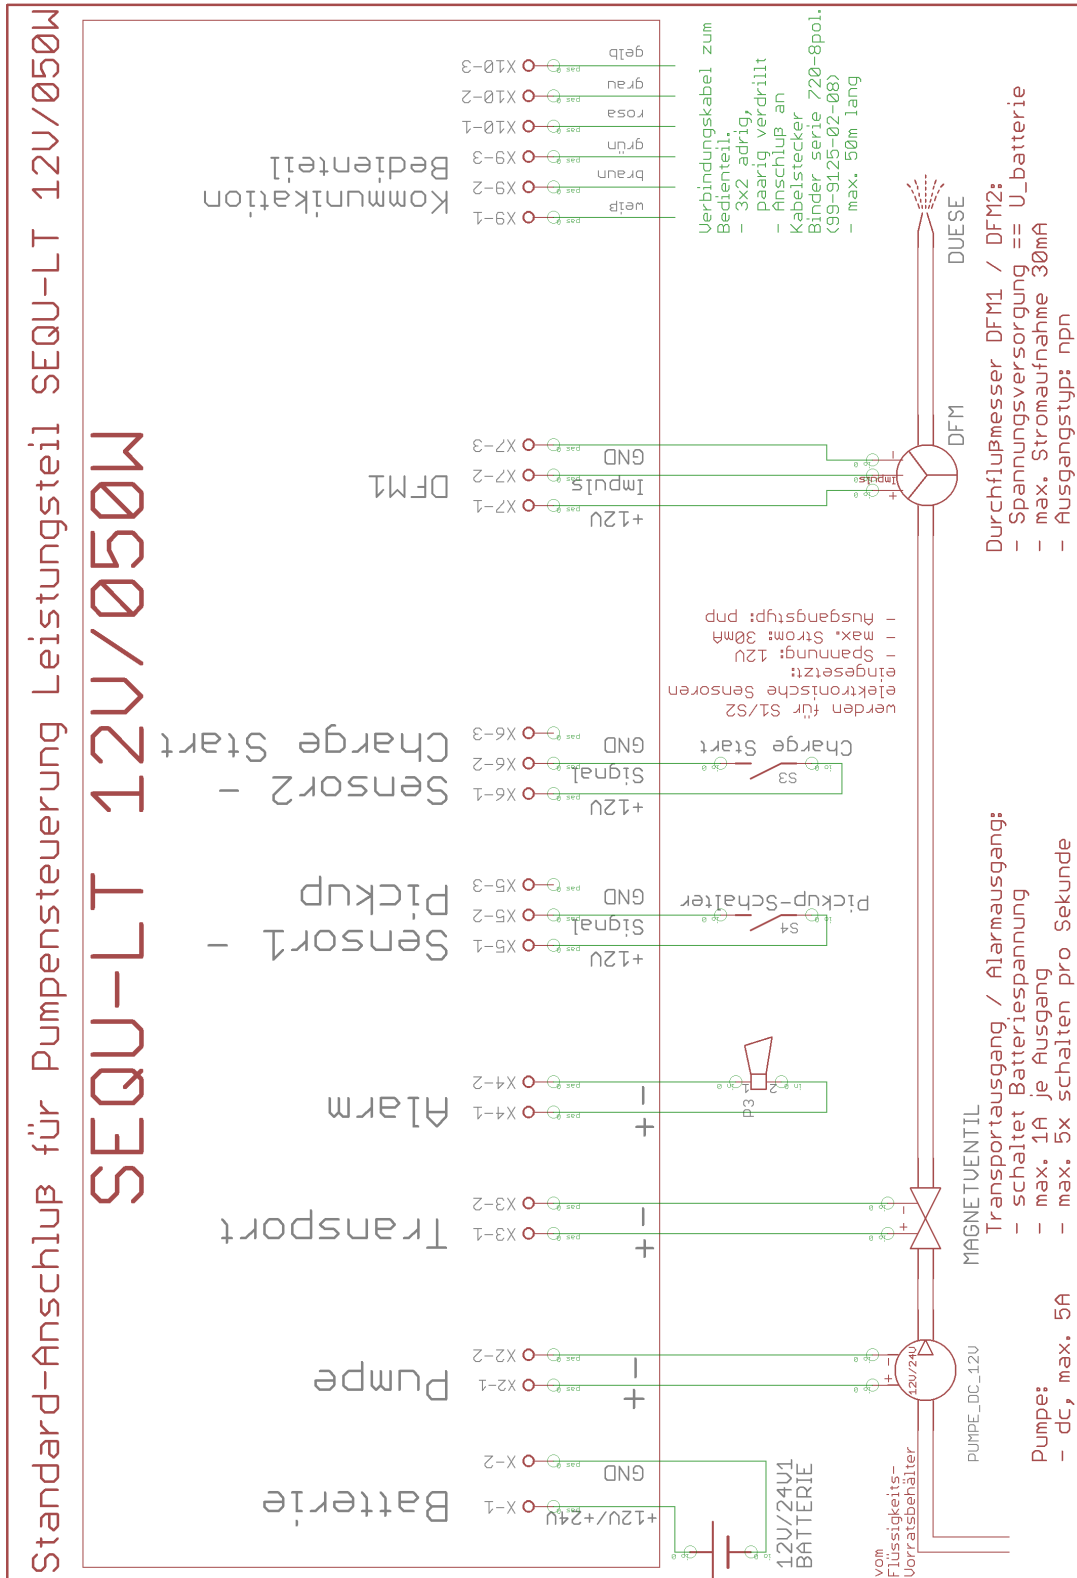 Standard-Anschluß für Pumpensteuerung Leistungsteil SEQU-LT 12V/050W
SEQU-LT 12V/050W
Batterie
X-1
+12V/+24V
X-2
GND
12V/24V1
BATTERIE
Pumpe
X2-1
+
X2-2
-
12V/24V
+
-
PUMPE_DC_12V
Pumpe:
- dc, max. 5A
vom
Flüssigkeits-
Vorratsbehälter
Transport
X3-1
+
X3-2
-
+
-
MAGNETVENTIL
Alarm
X4-1
+
X4-2
-
P3
1
2
Transportausgang / Alarmausgang:
- schaltet Batteriespannung
- max. 1A je Ausgang
- max. 5x schalten pro Sekunde
Sensor1 -
Pickup
X5-1
+12V
X5-2
Signal
X5-3
GND
Pickup-Schalter
S4
Sensor2 -
Charge Start
X6-1
+12V
X6-2
Signal
X6-3
GND
Charge Start
S3
werden für S1/S2
elektronische Sensoren
eingesetzt:
- Spannung: 12V
- max. Strom: 30mA
- Ausgangstyp: pnp
DFM1
X7-1
+12V
X7-2
Impuls
X7-3
GND
+
Impuls
-
DFM
DUESE
Durchflußmesser DFM1 / DFM2:
- Spannungsversorgung == U_batterie
- max. Stromaufnahme 30mA
- Ausgangstyp: npn
Kommunikation
Bedienteil
X9-1
weiß
X9-2
braun
X9-3
grün
X10-1
rosa
X10-2
grau
X10-3
gelb
Verbindungskabel zum
Bedienteil.
- 3x2 adrig,
paarig verdrillt
- Anschluß an
Kabelstecker
Binder serie 720-8pol.
(99-9125-02-08)
- max. 50m lang